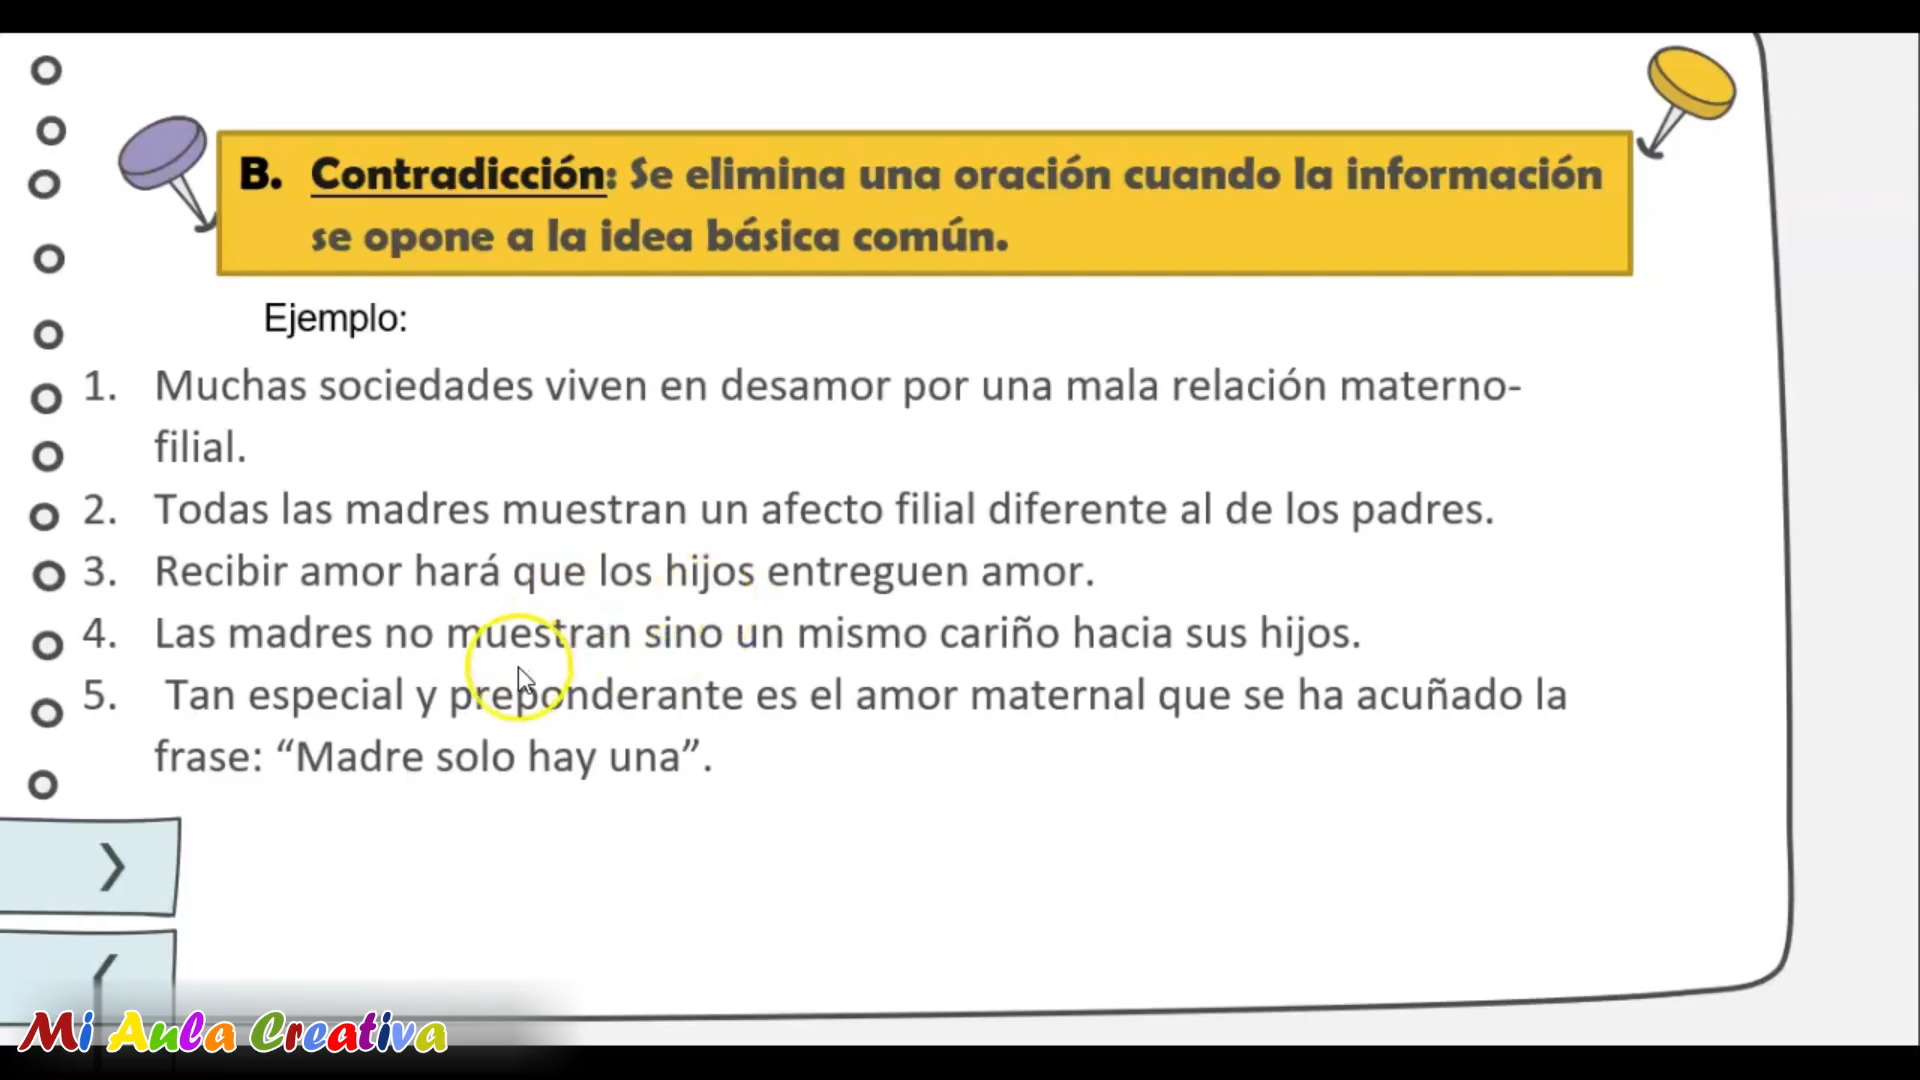 B. Contradicción: Se elimina una oración cuando la información
se opone a la idea básica común.
Ejemplo:
1. Muchas sociedades viven en desamor por una mala relación materno-
filial.
2. Todas las madres muestran un afecto filial diferente al de los padres.
3. Recibir amor hará que los hijos entreguen amor.
4. Las madres no muestran sino un mismo cariño hacia sus hijos.
5. Tan especial y preponderante es el amor maternal que se ha acuñado la
frase: “Madre solo hay una”.
Mi Aula Creativa